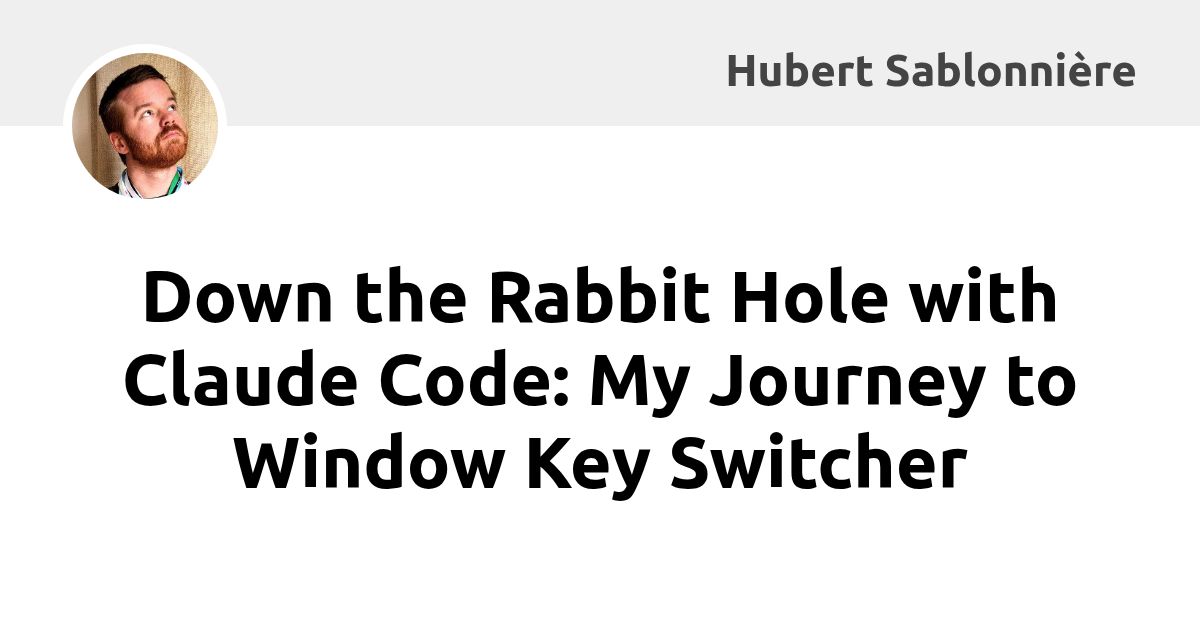 Hubert Sablonnière
Down the Rabbit Hole with
Claude Code: My Journey to
Window Key Switcher